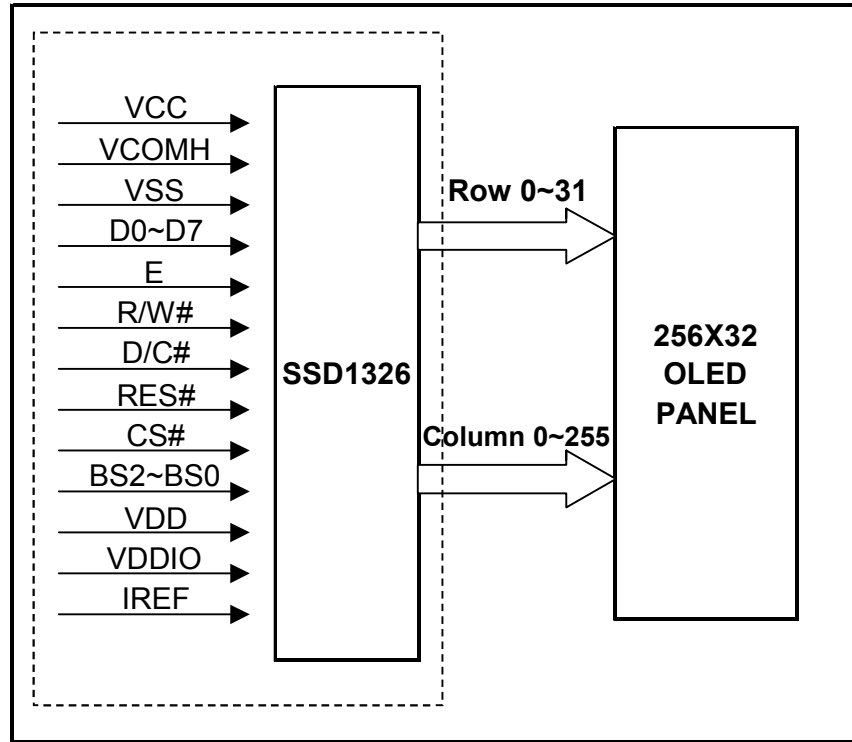 VCC
VCOMH
VSS
D0~D7
E
R/W#
D/C#
RES#
CS#
BS2~BS0
VDD
VDDIO
IREF
SSD1326
Row 0~31
Column 0~255
256X32
OLED
PANEL